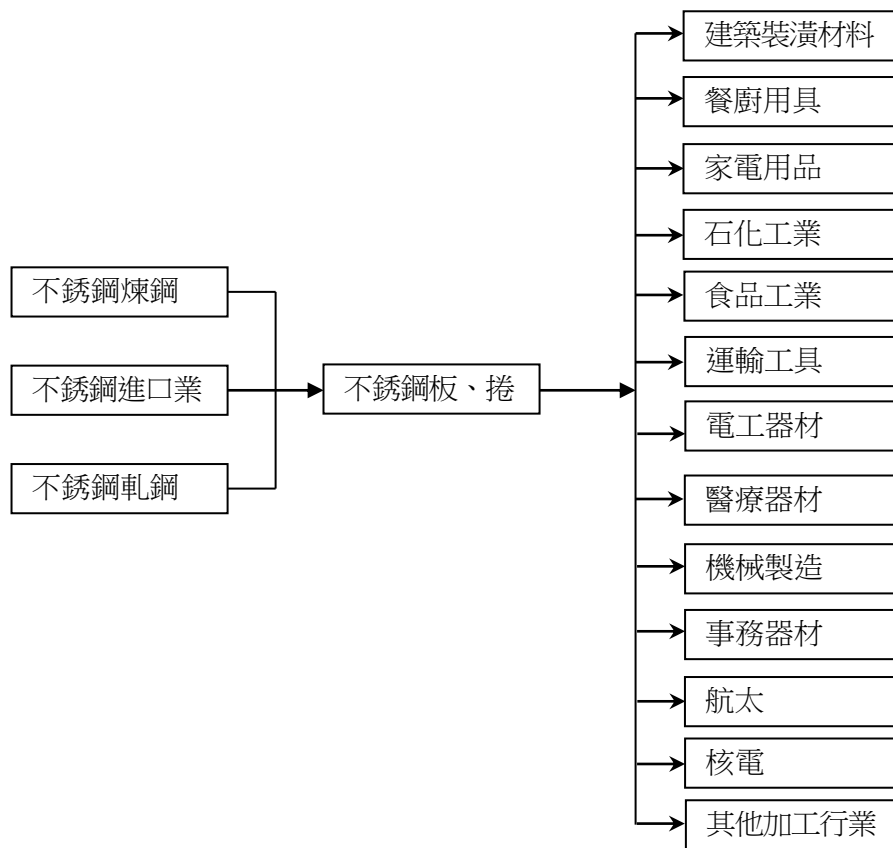 不銹鋼煉鋼
不銹鋼進口業
不銹鋼軋鋼
不銹鋼板、捲
建築裝潢材料
餐廚用具
家電用品
石化工業
食品工業
運輸工具
電工器材
醫療器材
機械製造
事務器材
航太
核電
其他加工行業